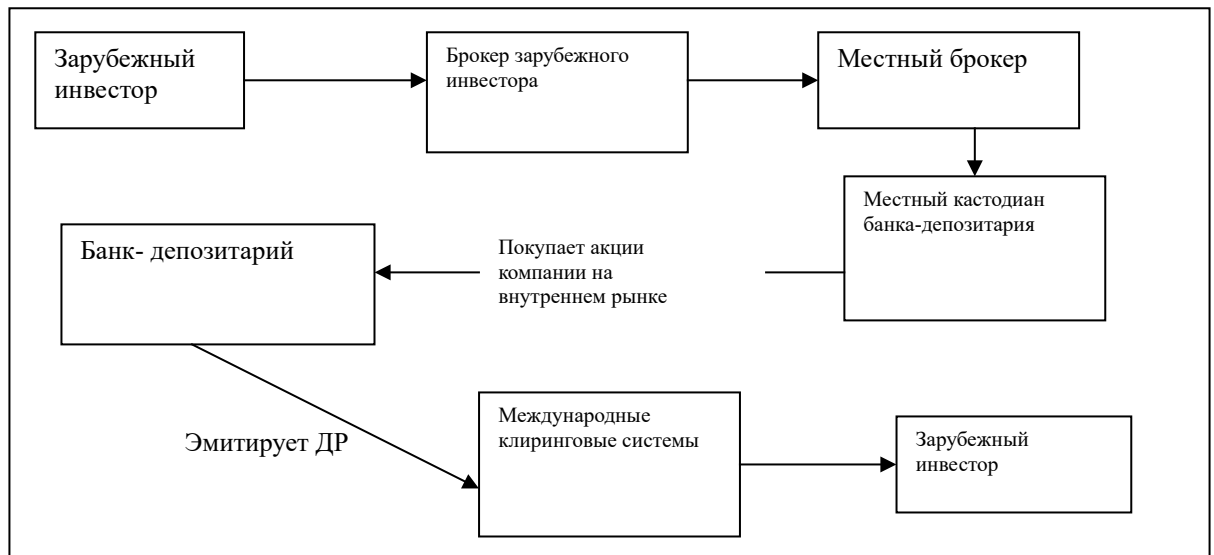 Зарубежный
инвестор
Брокер зарубежного
инвестора
Местный брокер
Местный кастодиан
банка-депозитария
Покупает акции
компании на
внутреннем рынке
Банк- депозитарий
Эмитирует ДР
Международные
клиринговые системы
Зарубежный
инвестор